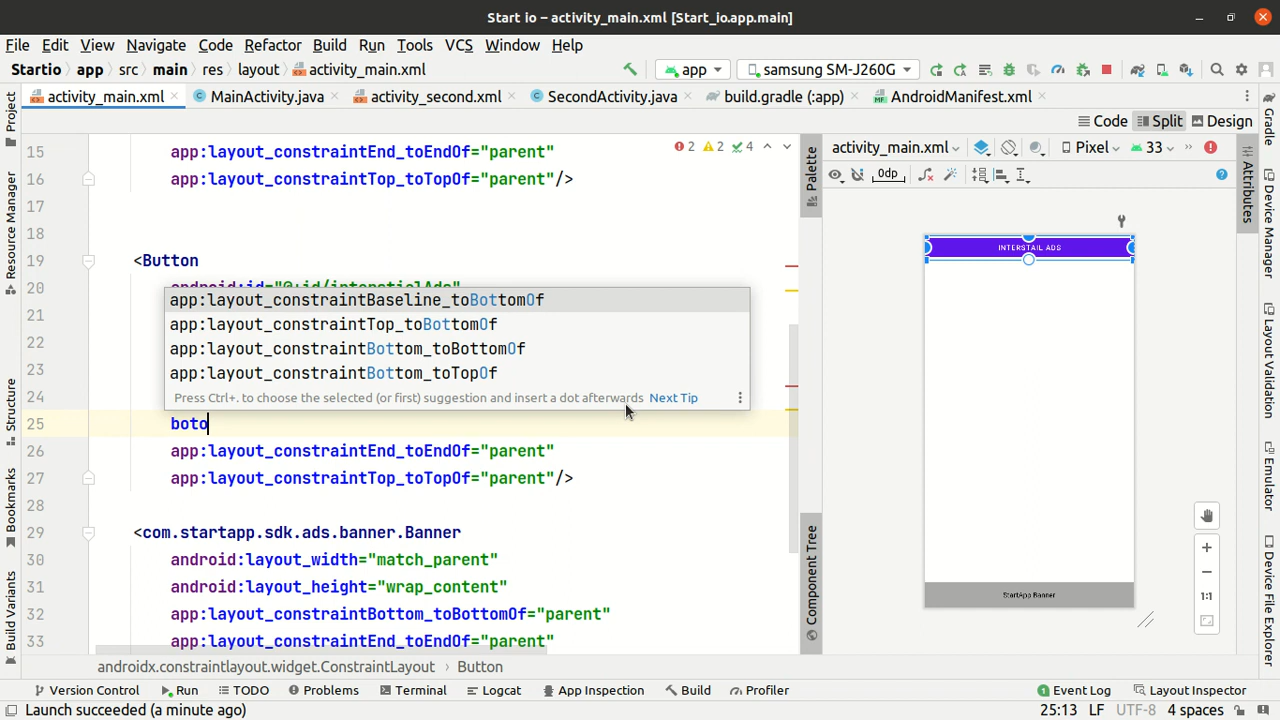 Start io – activity_main.xml [Start_io.app.main]
File Edit View Navigate Code Refactor Build Run Tools VCS Window Help
Startio app src main res layout activity_main.xml app samsung SM-J260G
activity_main.xml MainActivity.java activity_second.xml SecondActivity.java build.gradle (:app) AndroidManifest.xml
Code Split Design
Project
Resource Manager
Structure
Bookmarks
Build Variants
15 app:layout_constraintEnd_toEndOf="parent"
2 2 4
16 app:layout_constraintTop_toTopOf="parent"/>
17
18
19 <Button
20
21
22
23
24
app:layout_constraintBaseline_toBottomOf
app:layout_constraintTop_toBottomOf
app:layout_constraintBottom_toBottomOf
app:layout_constraintBottom_toTopOf
Press Ctrl+. to choose the selected (or first) suggestion and insert a dot afterwards Next Tip
25 boto
26 app:layout_constraintEnd_toEndOf="parent"
27 app:layout_constraintTop_toTopOf="parent"/>
28
29 <com.startapp.sdk.ads.banner.Banner
30 android:layout_width="match_parent"
31 android:layout_height="wrap_content"
32 app:layout_constraintBottom_toBottomOf="parent"
33 app:layout_constraintEnd_toEndOf="parent"
androidx.constraintlayout.widget.ConstraintLayout Button
Palette
Component Tree
activity_main.xml Pixel 33
0dp
INTERSTAIL ADS
StartApp Banner
1:1
Attributes
Gradle
Device Manager
Layout Validation
Emulator
Device File Explorer
Version Control Run TODO Problems Terminal Logcat App Inspection Build Profiler 1 Event Log Layout Inspector
Launch succeeded (a minute ago) 25:13 LF UTF-8 4 spaces